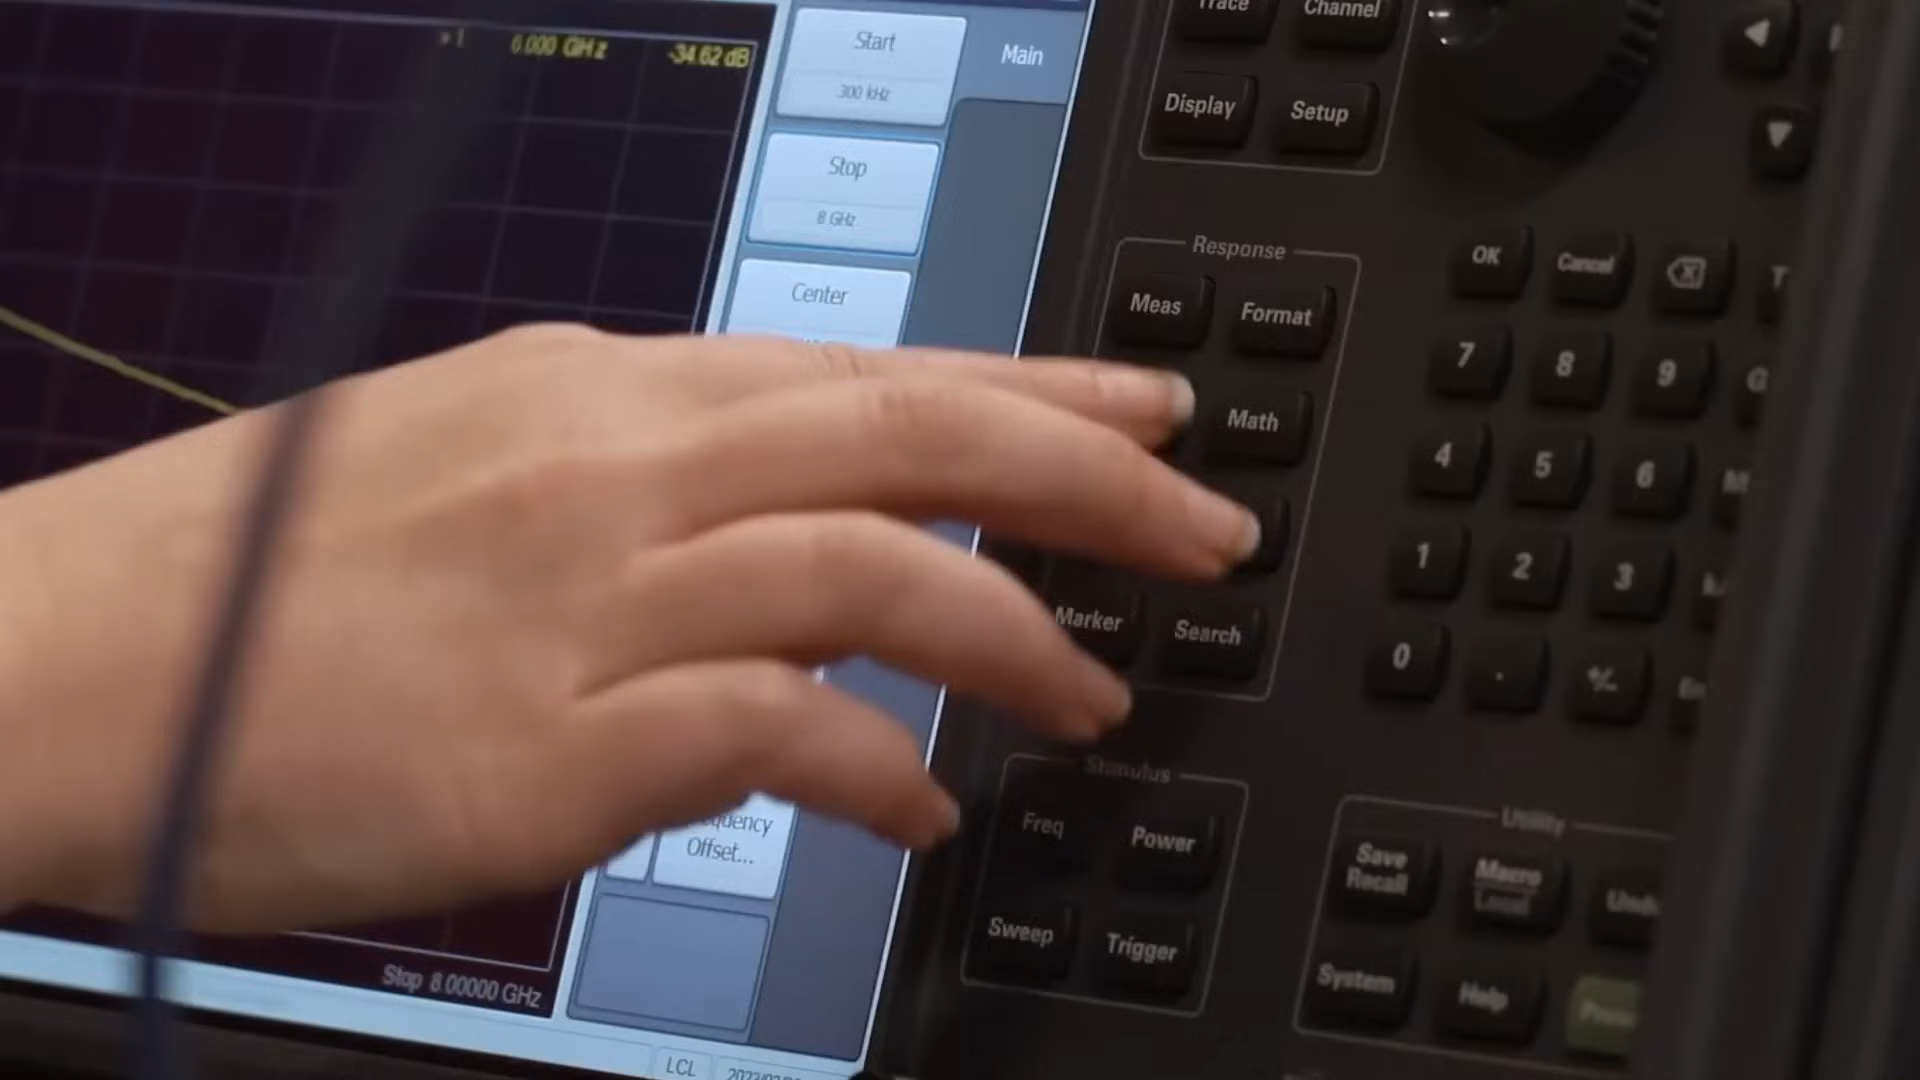 1 6.000 GHz -34.62 dB
Start
300 kHz
Main
Stop
8 GHz
Center
Offset...
Stop 8.00000 GHz
LCL
Trace Channel
Display Setup
Response
Meas Format
Math
Marker Search
Stimulus
Freq Power
Sweep Trigger
OK Cancel
7 8 9
4 5 6
1 2 3
0 . +/-
Utility
Save
Recall
Macro
Local
System Help